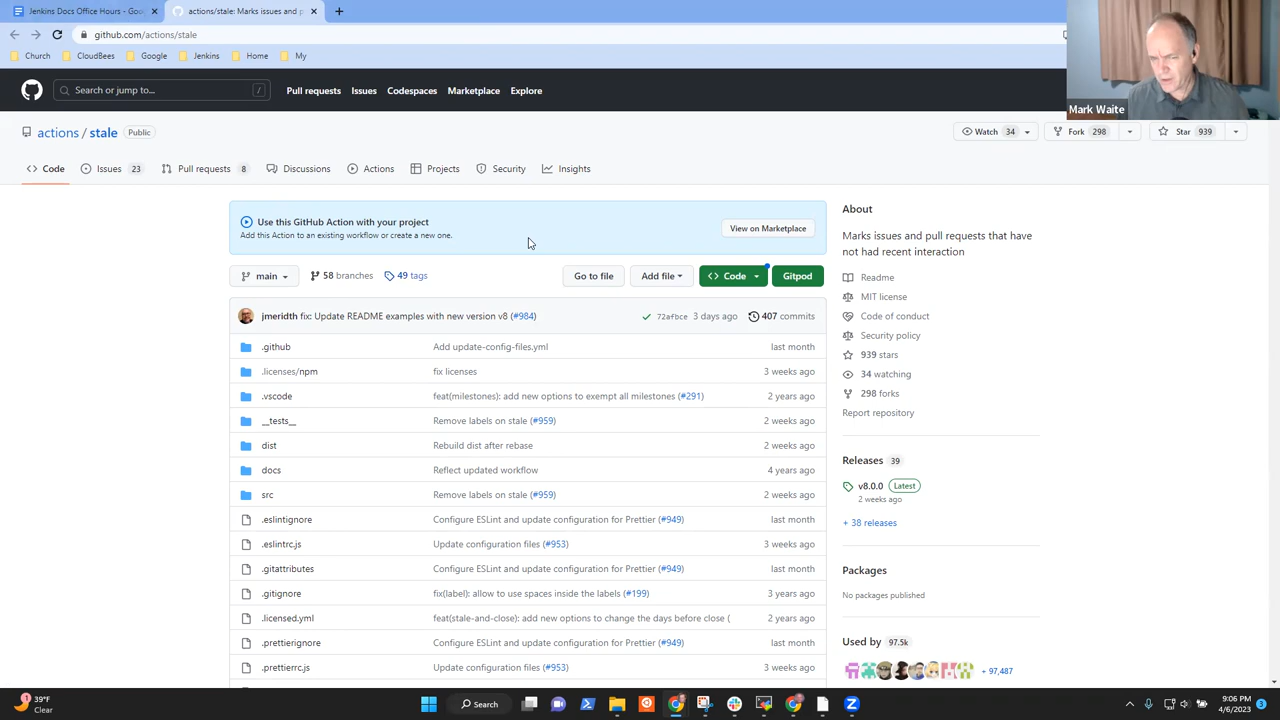 Jenkins Docs Office Hours - Goo
actions/stale: Marks issues and p
github.com/actions/stale
Church CloudBees Google Jenkins Home My
Mark Waite
Search or jump to... /
Pull requests Issues Codespaces Marketplace Explore
actions / stale Public
Watch 34 Fork 298 Star 939
Code Issues 23 Pull requests 8 Discussions Actions Projects Security Insights
Use this GitHub Action with your project
Add this Action to an existing workflow or create a new one.
View on Marketplace
main 58 branches 49 tags Go to file Add file Code Gitpod
jmeridth fix: Update README examples with new version v8 (#984) 72afbce 3 days ago 407 commits
.github Add update-config-files.yml last month
.licenses/npm fix licenses 3 weeks ago
.vscode feat(milestones): add new options to exempt all milestones (#291) 2 years ago
__tests__ Remove labels on stale (#959) 2 weeks ago
dist Rebuild dist after rebase 2 weeks ago
docs Reflect updated workflow 4 years ago
src Remove labels on stale (#959) 2 weeks ago
.eslintignore Configure ESLint and update configuration for Prettier (#949) last month
.eslintrc.js Update configuration files (#953) 3 weeks ago
.gitattributes Configure ESLint and update configuration for Prettier (#949) last month
.gitignore fix(label): allow to use spaces inside the labels (#199) 3 years ago
.licensed.yml feat(stale-and-close): add new options to change the days before close ( 2 years ago
.prettierignore Configure ESLint and update configuration for Prettier (#949) last month
.prettierrc.js Update configuration files (#953) 3 weeks ago
About
Marks issues and pull requests that have
not had recent interaction
Readme
MIT license
Code of conduct
Security policy
939 stars
34 watching
298 forks
Report repository
Releases 39
v8.0.0 Latest
2 weeks ago
+ 38 releases
Packages
No packages published
Used by 97.5k
+ 97,487
39°F
Clear
Search
9:06 PM
4/6/2023
3